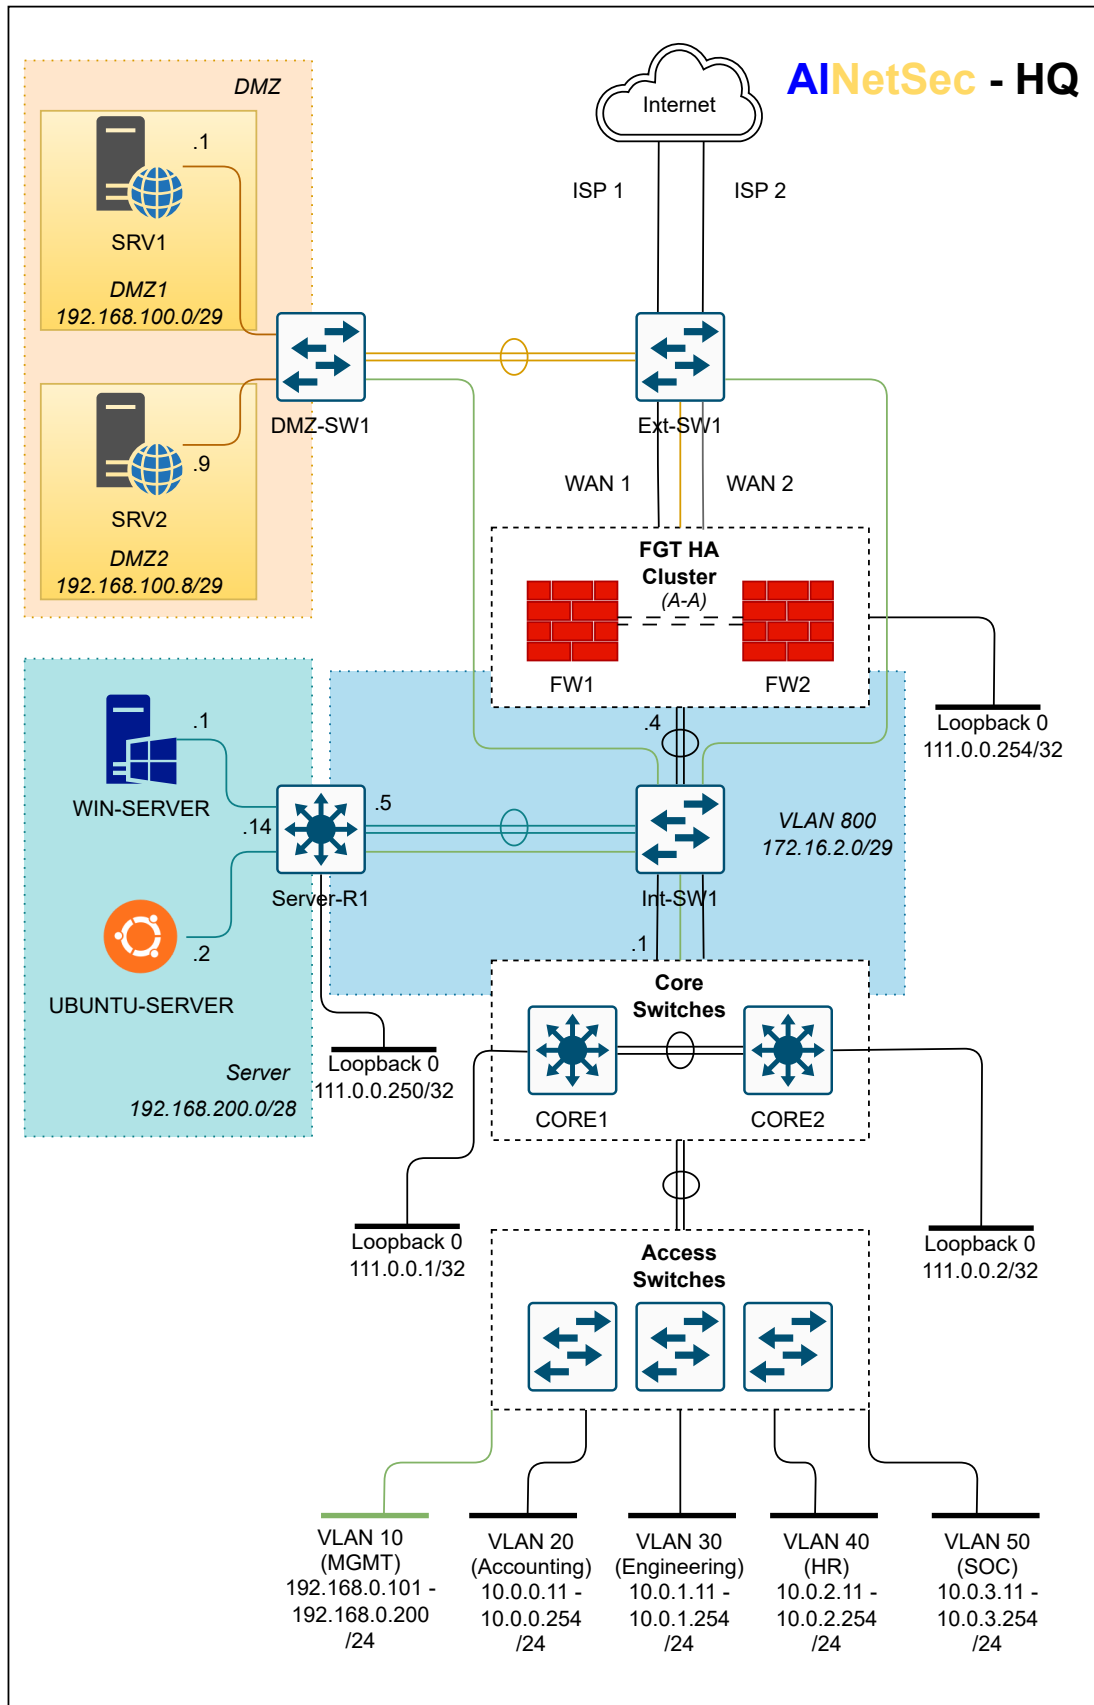 AINetSec - HQ
Internet
ISP 1
ISP 2
DMZ
.1
SRV1
DMZ1
192.168.100.0/29
DMZ-SW1
Ext-SW1
.9
SRV2
DMZ2
192.168.100.8/29
WAN 1
WAN 2
FGT HA
Cluster
(A-A)
FW1
FW2
Loopback 0
111.0.0.254/32
.4
.1
WIN-SERVER
.14
.5
Server-R1
Int-SW1
VLAN 800
172.16.2.0/29
.2
UBUNTU-SERVER
.1
Server
192.168.200.0/28
Loopback 0
111.0.0.250/32
Core
Switches
CORE1
CORE2
Loopback 0
111.0.0.1/32
Loopback 0
111.0.0.2/32
Access
Switches
VLAN 10
(MGMT)
192.168.0.101 -
192.168.0.200
/24
VLAN 20
(Accounting)
10.0.0.11 -
10.0.0.254
/24
VLAN 30
(Engineering)
10.0.1.11 -
10.0.1.254
/24
VLAN 40
(HR)
10.0.2.11 -
10.0.2.254
/24
VLAN 50
(SOC)
10.0.3.11 -
10.0.3.254
/24